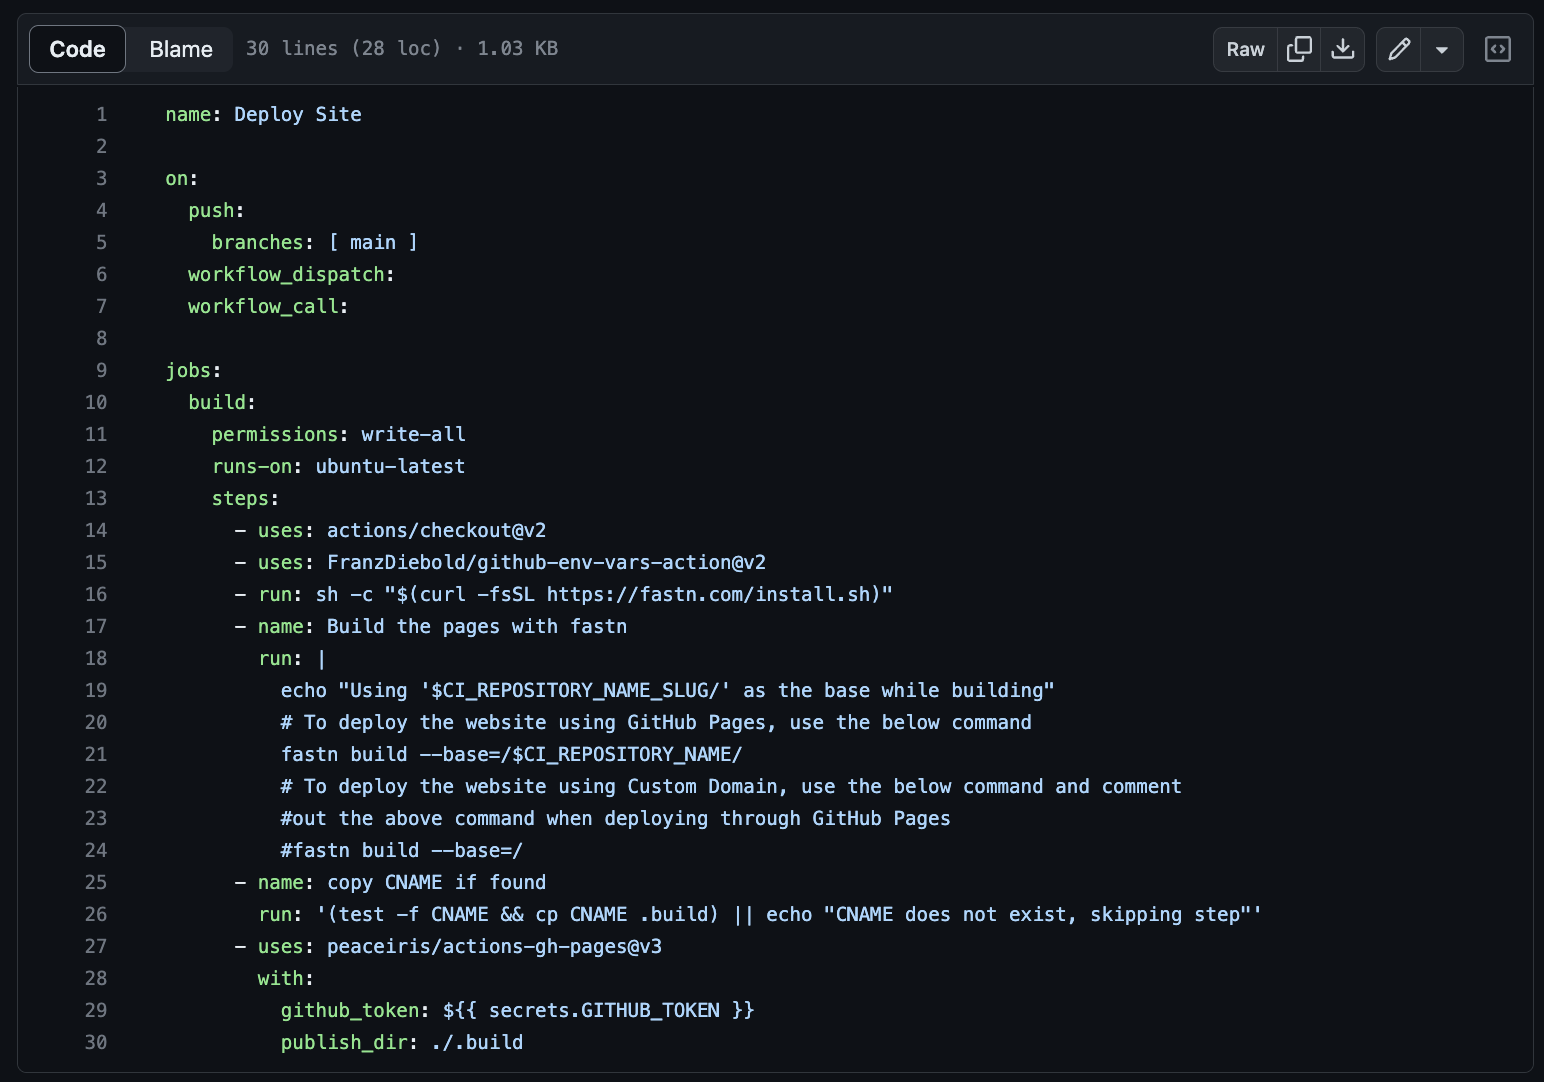 Code Blame 30 lines (28 loc) · 1.03 KB Raw
1 name: Deploy Site
2
3 on:
4   push:
5     branches: [ main ]
6   workflow_dispatch:
7   workflow_call:
8
9 jobs:
10   build:
11     permissions: write-all
12     runs-on: ubuntu-latest
13     steps:
14       - uses: actions/checkout@v2
15       - uses: FranzDiebold/github-env-vars-action@v2
16       - run: sh -c "$(curl -fsSL https://fastn.com/install.sh)"
17       - name: Build the pages with fastn
18         run: |
19           echo "Using '$CI_REPOSITORY_NAME_SLUG/' as the base while building"
20           # To deploy the website using GitHub Pages, use the below command
21           fastn build --base=/$CI_REPOSITORY_NAME/
22           # To deploy the website using Custom Domain, use the below command and comment
23           #out the above command when deploying through GitHub Pages
24           #fastn build --base=/
25       - name: copy CNAME if found
26         run: '(test -f CNAME && cp CNAME .build) || echo "CNAME does not exist, skipping step"'
27       - uses: peaceiris/actions-gh-pages@v3
28         with:
29           github_token: ${{ secrets.GITHUB_TOKEN }}
30           publish_dir: ./.build